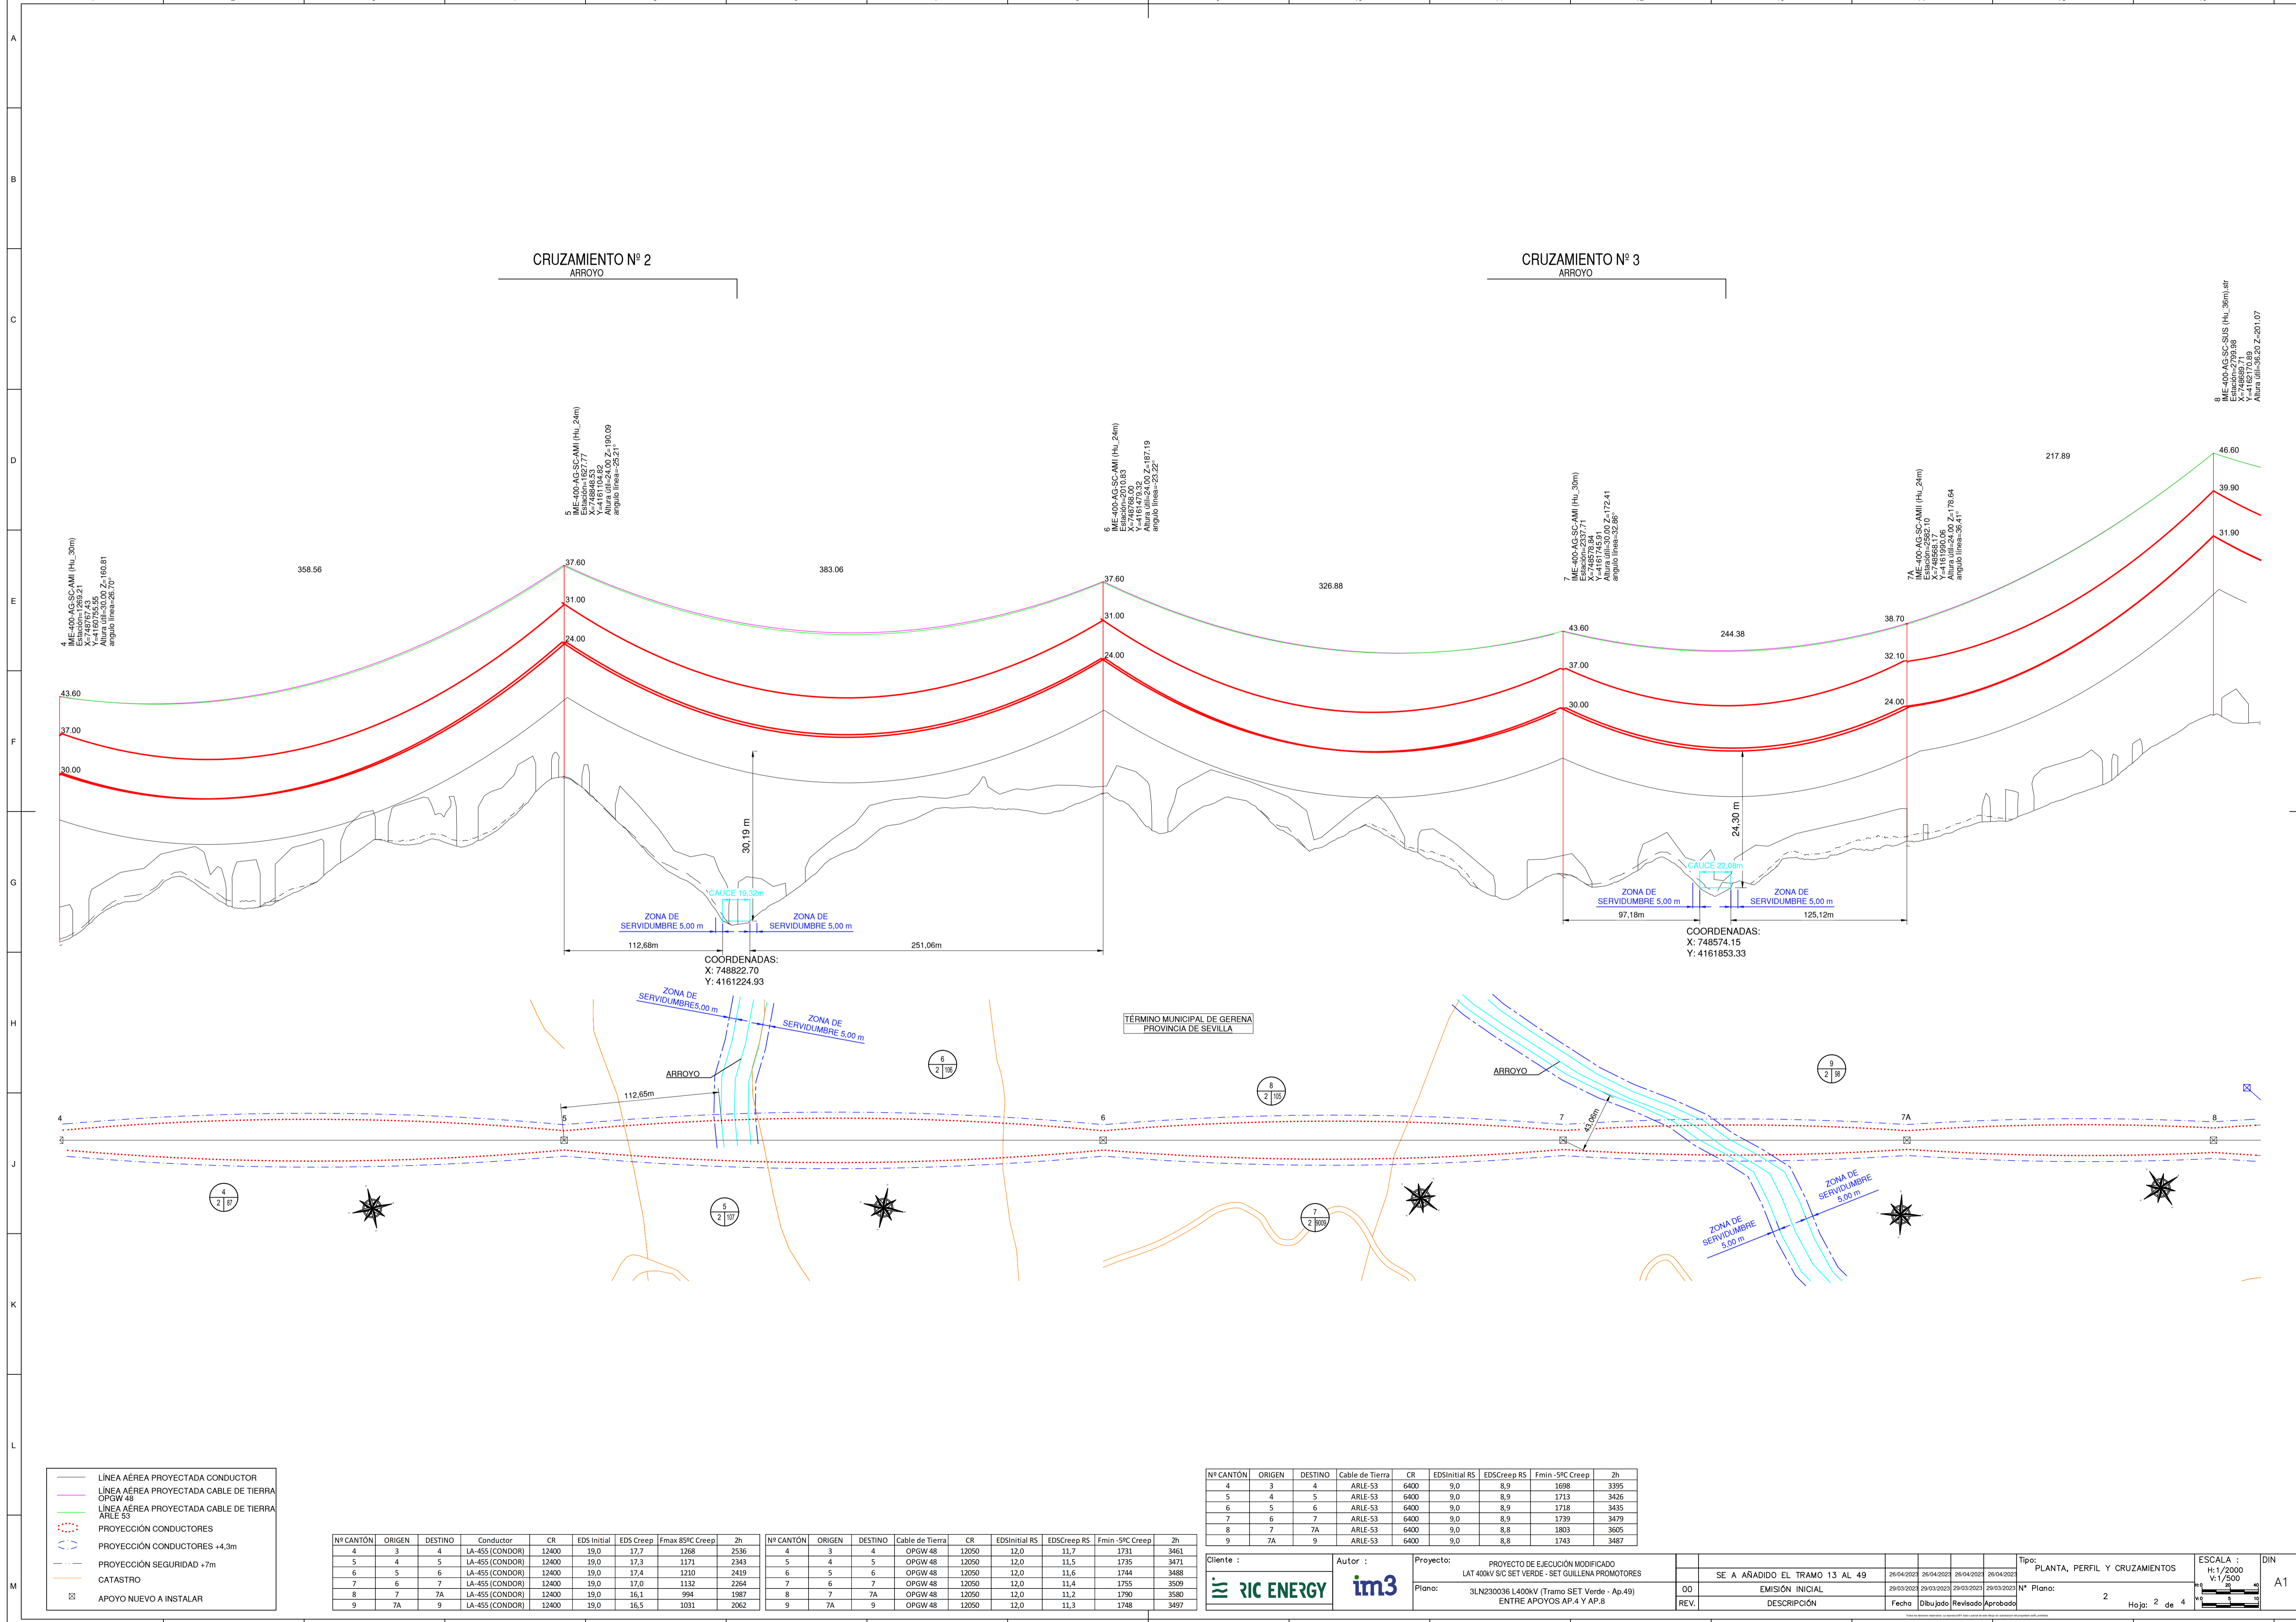 CRUZAMIENTO Nº 2
ARROYO
CRUZAMIENTO Nº 3
ARROYO
4
IME-400-AG-SC-AMI (Hu_30m)
Estación=1269.21
X=748767.43
Y=4160755.55
Altura útil=30.00 Z=160.81
angulo línea=26.70°
5
IME-400-AG-SC-AMI (Hu_24m)
Estación=1627.77
X=748848.53
Y=4161104.82
Altura útil=24.00 Z=190.09
angulo línea=-25.21°
6
IME-400-AG-SC-AMI (Hu_24m)
Estación=2010.83
X=748768.00
Y=4161479.32
Altura útil=24.00 Z=187.19
angulo línea=-23.22°
7
IME-400-AG-SC-AMI (Hu_30m)
Estación=2337.71
X=748578.84
Y=4161745.91
Altura útil=30.00 Z=172.41
angulo línea=32.86°
7A
IME-400-AG-SC-AMII (Hu_24m)
Estación=2582.10
X=748568.17
Y=4161990.06
Altura útil=24.00 Z=178.64
angulo línea=36.41°
8
IME-400-AG-SC-SUS (Hu_36m).str
Estación=2799.98
X=748689.71
Y=4162170.89
Altura útil=36.20 Z=201.07
358.56
383.06
326.88
244.38
217.89
43.60
37.00
30.00
37.60
31.00
24.00
37.60
31.00
24.00
43.60
37.00
30.00
38.70
32.10
24.00
46.60
39.90
31.90
30,19 m
CAUCE 19,32m
ZONA DE
SERVIDUMBRE 5,00 m
ZONA DE
SERVIDUMBRE 5,00 m
112,68m
251,06m
COORDENADAS:
X: 748822.70
Y: 4161224.93
24,30 m
CAUCE 22,08m
ZONA DE
SERVIDUMBRE 5,00 m
ZONA DE
SERVIDUMBRE 5,00 m
97,18m
125,12m
COORDENADAS:
X: 748574.15
Y: 4161853.33
ZONA DE
SERVIDUMBRE5,00 m
ZONA DE
SERVIDUMBRE 5,00 m
TÉRMINO MUNICIPAL DE GERENA
PROVINCIA DE SEVILLA
ARROYO
112,65m
ARROYO
43,06m
6
2 106
8
2 105
9
2 98
4
5
6
7
7A
8
4
2 87
5
2 107
7
2 9009
ZONA DE
SERVIDUMBRE
5,00 m
ZONA DE
SERVIDUMBRE
5,00 m
LÍNEA AÉREA PROYECTADA CONDUCTOR
LÍNEA AÉREA PROYECTADA CABLE DE TIERRA
OPGW 48
LÍNEA AÉREA PROYECTADA CABLE DE TIERRA
ARLE 53
PROYECCIÓN CONDUCTORES
PROYECCIÓN CONDUCTORES +4,3m
PROYECCIÓN SEGURIDAD +7m
CATASTRO
APOYO NUEVO A INSTALAR
Nº CANTÓN ORIGEN DESTINO Conductor CR EDS Initial EDS Creep Fmax 85ºC Creep 2h
4 3 4 LA-455 (CONDOR) 12400 19,0 17,7 1268 2536
5 4 5 LA-455 (CONDOR) 12400 19,0 17,3 1171 2343
6 5 6 LA-455 (CONDOR) 12400 19,0 17,4 1210 2419
7 6 7 LA-455 (CONDOR) 12400 19,0 17,0 1132 2264
8 7 7A LA-455 (CONDOR) 12400 19,0 16,1 994 1987
9 7A 9 LA-455 (CONDOR) 12400 19,0 16,5 1031 2062
Nº CANTÓN ORIGEN DESTINO Cable de Tierra CR EDSInitial RS EDSCreep RS Fmin -5ºC Creep 2h
4 3 4 OPGW 48 12050 12,0 11,7 1731 3461
5 4 5 OPGW 48 12050 12,0 11,5 1735 3471
6 5 6 OPGW 48 12050 12,0 11,6 1744 3488
7 6 7 OPGW 48 12050 12,0 11,4 1755 3509
8 7 7A OPGW 48 12050 12,0 11,2 1790 3580
9 7A 9 OPGW 48 12050 12,0 11,3 1748 3497
Nº CANTÓN ORIGEN DESTINO Cable de Tierra CR EDSInitial RS EDSCreep RS Fmin -5ºC Creep 2h
4 3 4 ARLE-53 6400 9,0 8,9 1698 3395
5 4 5 ARLE-53 6400 9,0 8,9 1713 3426
6 5 6 ARLE-53 6400 9,0 8,9 1718 3435
7 6 7 ARLE-53 6400 9,0 8,9 1739 3479
8 7 7A ARLE-53 6400 9,0 8,8 1803 3605
9 7A 9 ARLE-53 6400 9,0 8,8 1743 3487
Cliente :
RIC ENERGY
Autor :
im3
Proyecto:
PROYECTO DE EJECUCIÓN MODIFICADO
LAT 400kV S/C SET VERDE - SET GUILLENA PROMOTORES
Plano:
3LN230036 L400kV (Tramo SET Verde - Ap.49)
ENTRE APOYOS AP.4 Y AP.8
SE A AÑADIDO EL TRAMO 13 AL 49 26/04/2023 26/04/2023 26/04/2023 26/04/2023
00 EMISIÓN INICIAL 29/03/2023 29/03/2023 29/03/2023 29/03/2023
REV. DESCRIPCIÓN Fecha Dibujado Revisado Aprobado
Tipo:
PLANTA, PERFIL Y CRUZAMIENTOS
Nº Plano:
2
Hoja: 2 de 4
ESCALA :
H:1/2000
V:1/500
H:0 20 40
V:0 5 10
DIN
A1
A
B
C
D
E
F
G
H
J
K
L
M